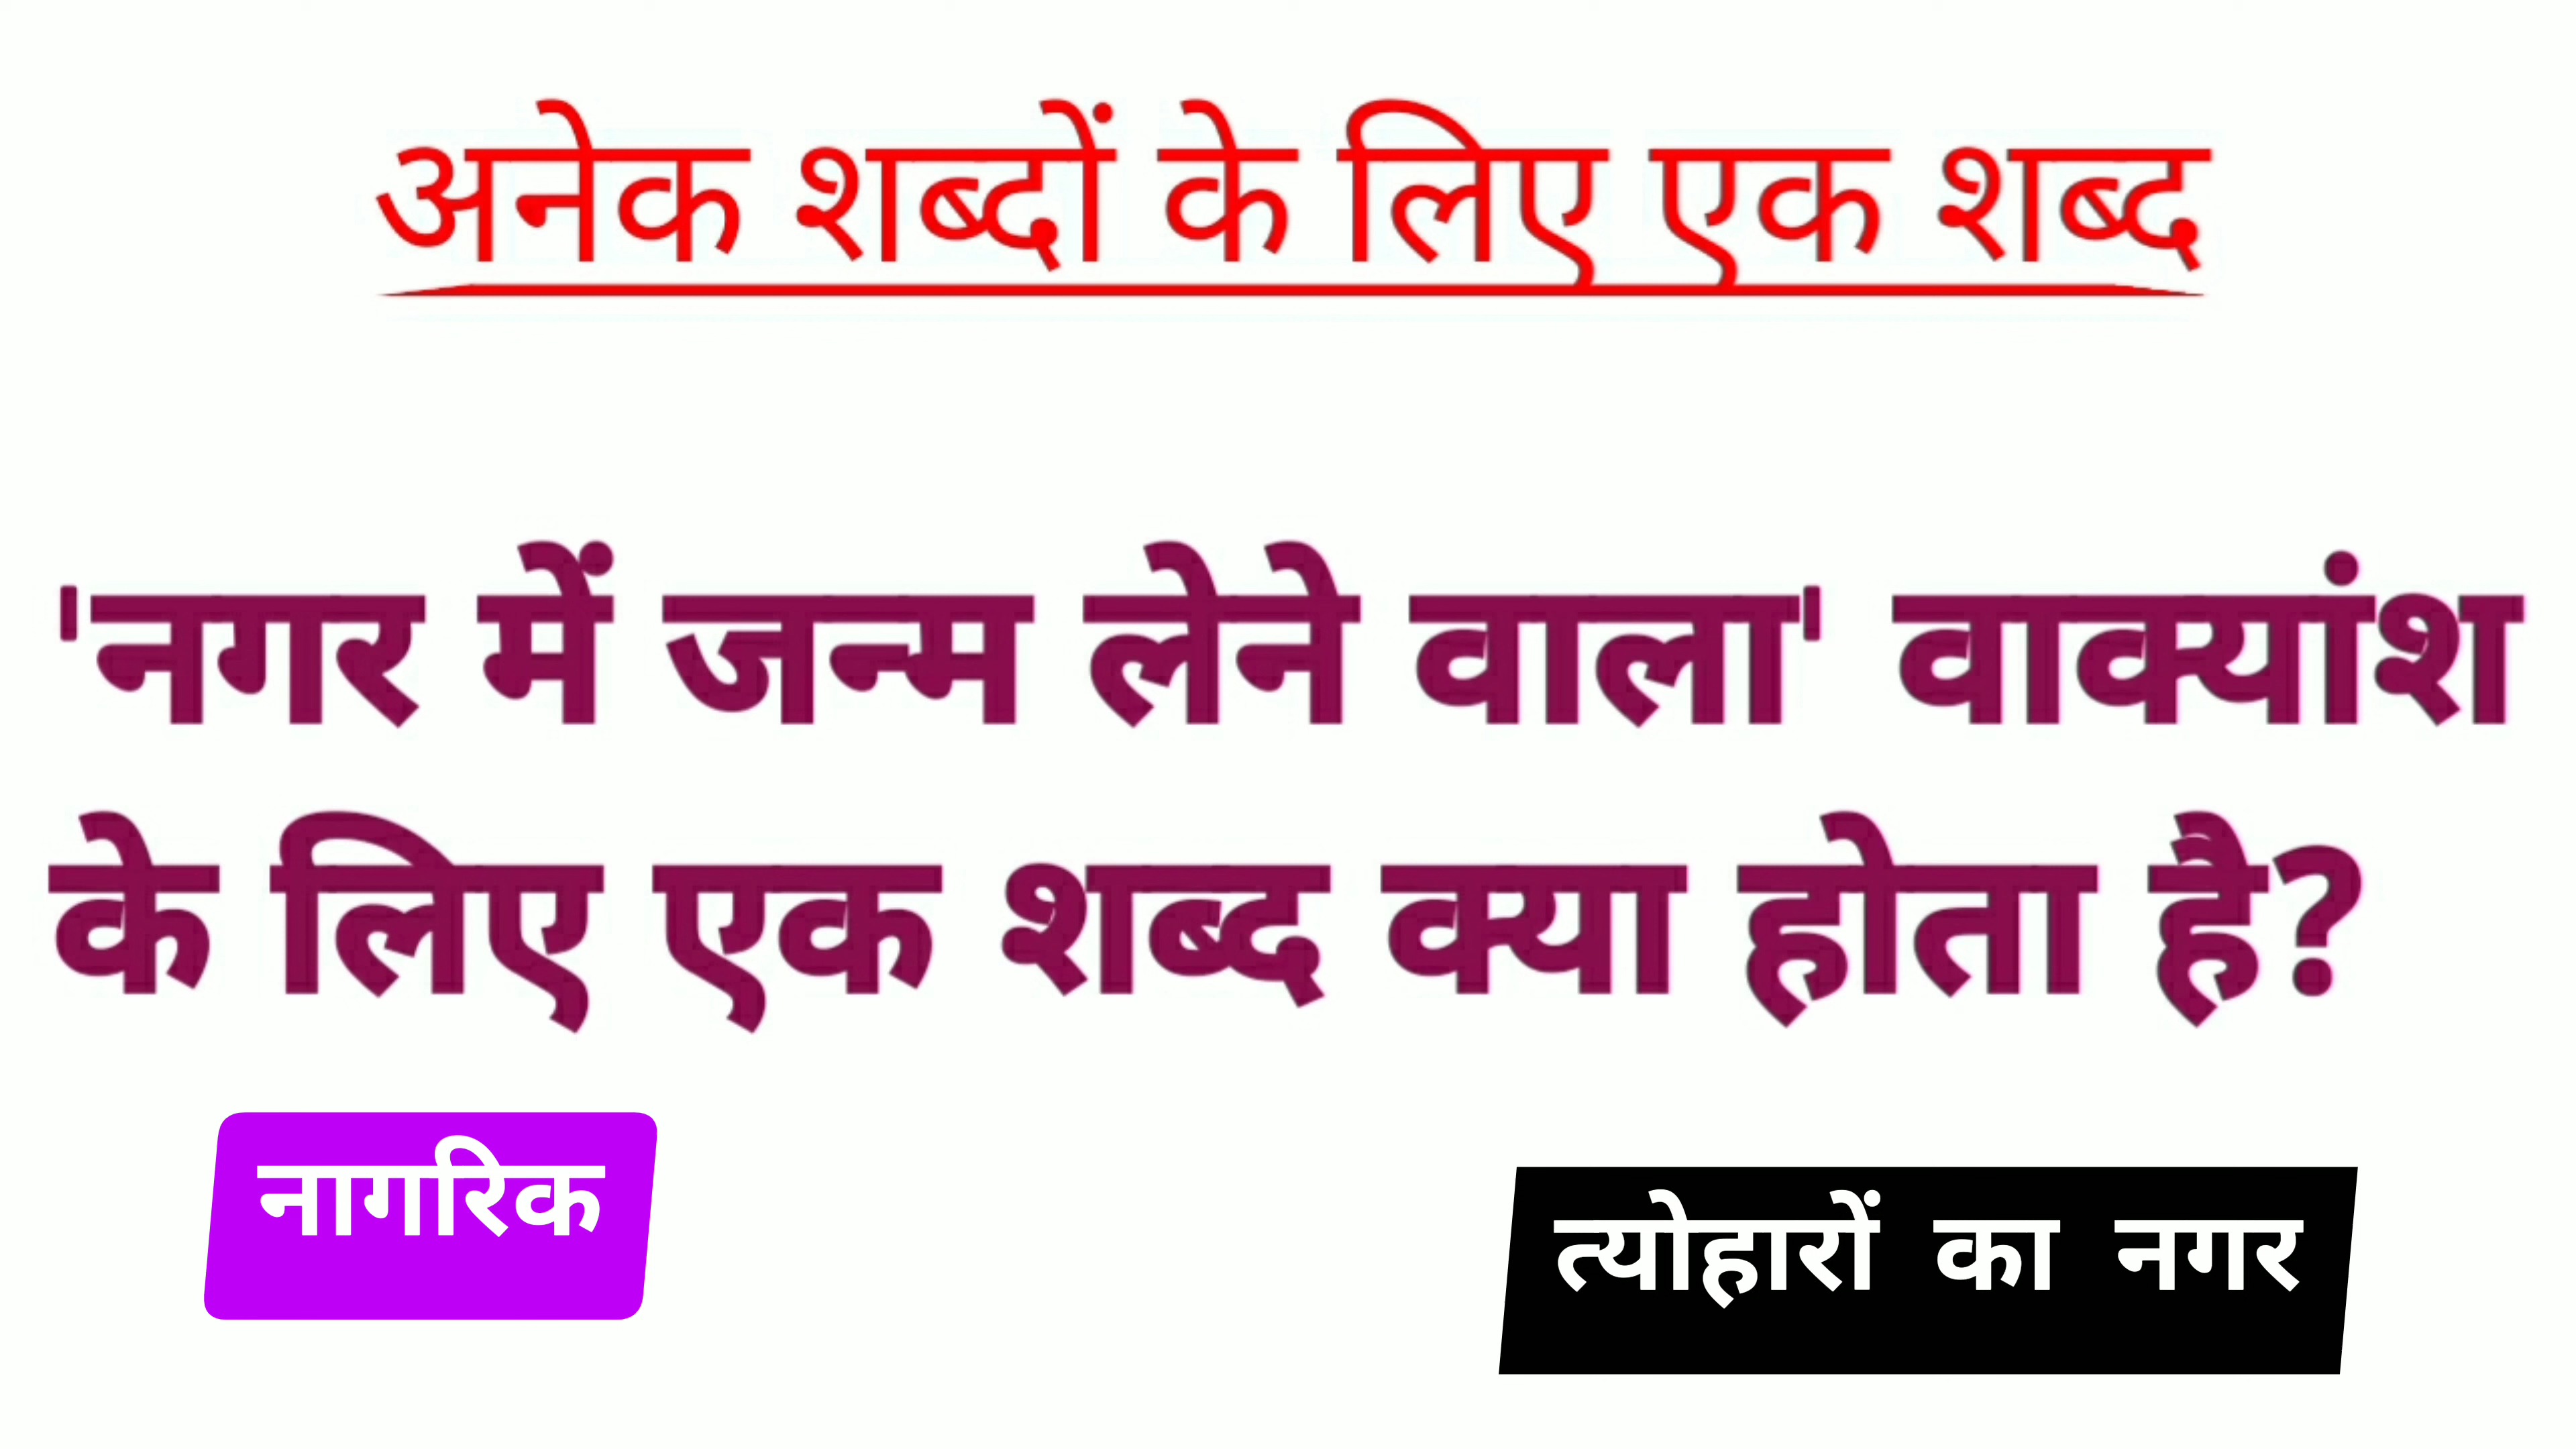 अनेक शब्दों के लिए एक शब्द
'नगर में जन्म लेने वाला' वाक्यांश
के लिए एक शब्द क्या होता है?
नागरिक
त्योहारों का नगर